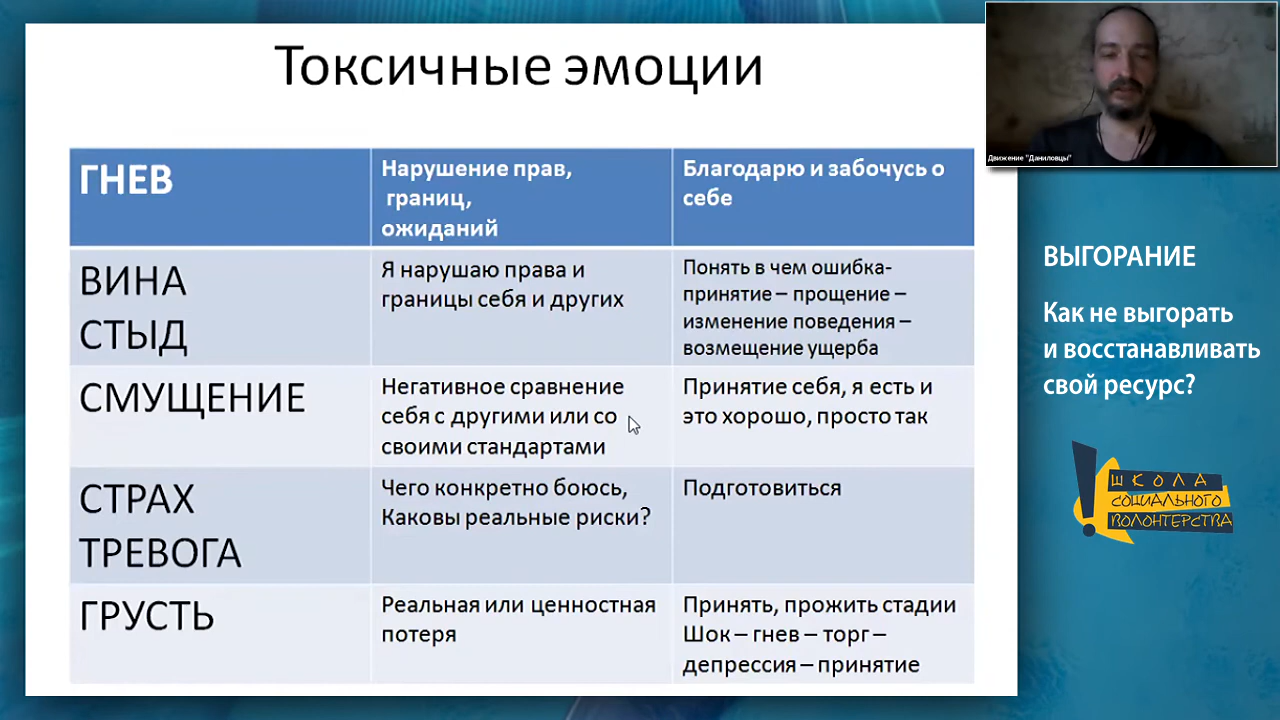 Токсичные эмоции
ГНЕВ
Нарушение прав,
границ,
ожиданий
Благодарю и забочусь о
себе
ВИНА
СТЫД
Я нарушаю права и
границы себя и других
Понять в чем ошибка-
принятие – прощение –
изменение поведения –
возмещение ущерба
СМУЩЕНИЕ
Негативное сравнение
себя с другими или со
своими стандартами
Принятие себя, я есть и
это хорошо, просто так
СТРАХ
ТРЕВОГА
Чего конкретно боюсь,
Каковы реальные риски?
Подготовиться
ГРУСТЬ
Реальная или ценностная
потеря
Принять, прожить стадии
Шок – гнев – торг –
депрессия – принятие
Движение "Даниловцы"
ВЫГОРАНИЕ
Как не выгорать
и восстанавливать
свой ресурс?
ШКОЛА
СОЦИАЛЬНОГО
ВОЛОНТЕРСТВА